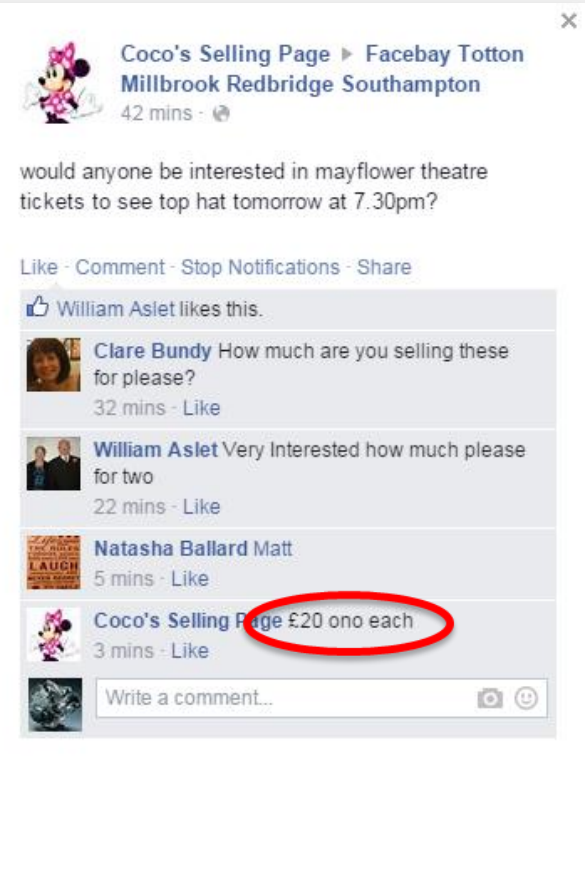 Coco's Selling Page ▶ Facebay Totton
Millbrook Redbridge Southampton
42 mins ·
would anyone be interested in mayflower theatre
tickets to see top hat tomorrow at 7.30pm?
Like · Comment · Stop Notifications · Share
William Aslet likes this.
Clare Bundy How much are you selling these
for please?
32 mins · Like
William Aslet Very Interested how much please
for two
22 mins · Like
Natasha Ballard Matt
5 mins · Like
LAUGH
Coco's Selling Page £20 ono each
3 mins · Like
Write a comment...